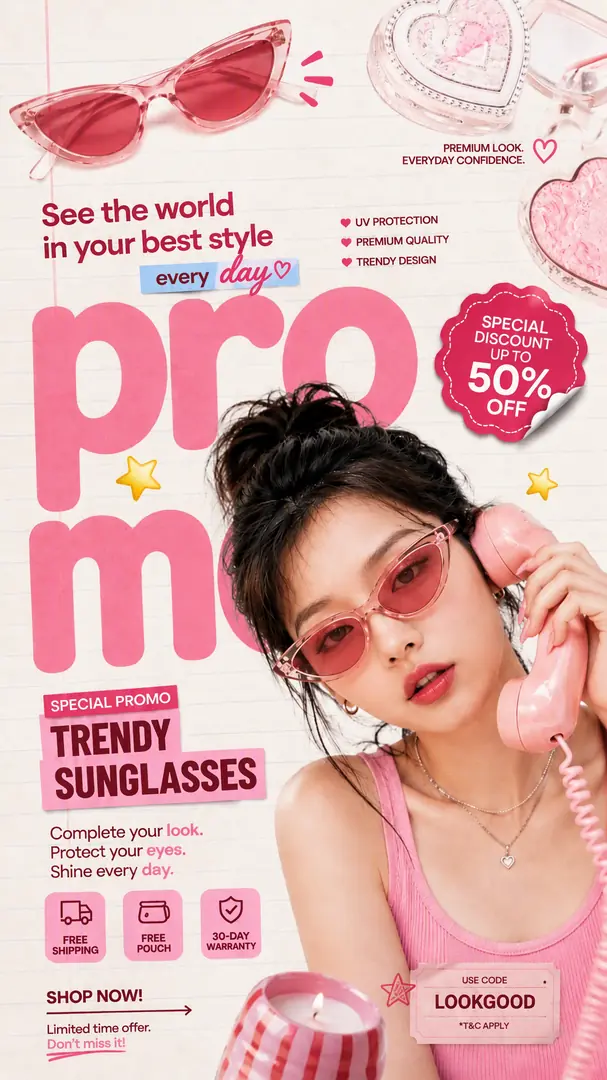 PREMIUM LOOK.
EVERYDAY CONFIDENCE.
See the world
in your best style
every day
UV PROTECTION
PREMIUM QUALITY
TRENDY DESIGN
pro
mo
SPECIAL
DISCOUNT
UP TO
50%
OFF
SPECIAL PROMO
TRENDY
SUNGLASSES
Complete your look.
Protect your eyes.
Shine every day.
FREE
SHIPPING
FREE
POUCH
30-DAY
WARRANTY
SHOP NOW!
Limited time offer.
Don't miss it!
USE CODE
LOOKGOOD
*T&C APPLY